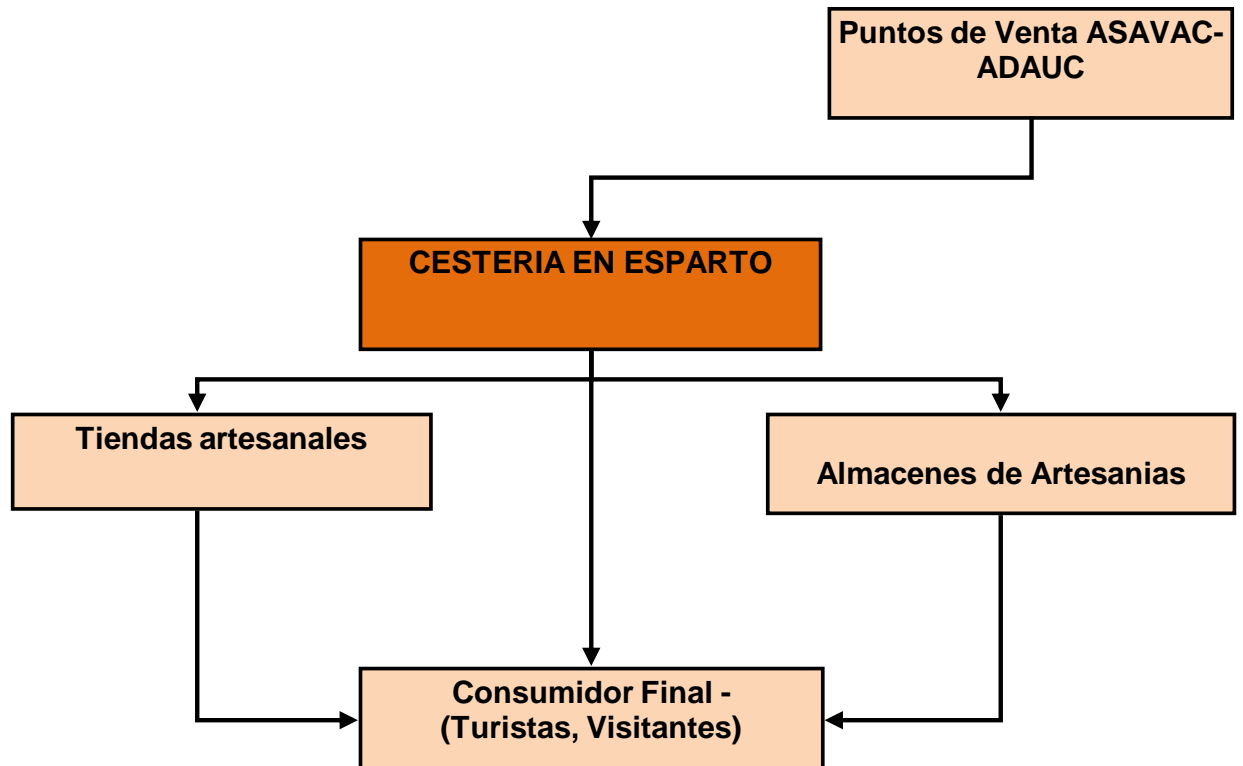 Puntos de Venta ASAVAC-
ADAUC
CESTERIA EN ESPARTO
Tiendas artesanales
Almacenes de Artesanias
Consumidor Final -
(Turistas, Visitantes)